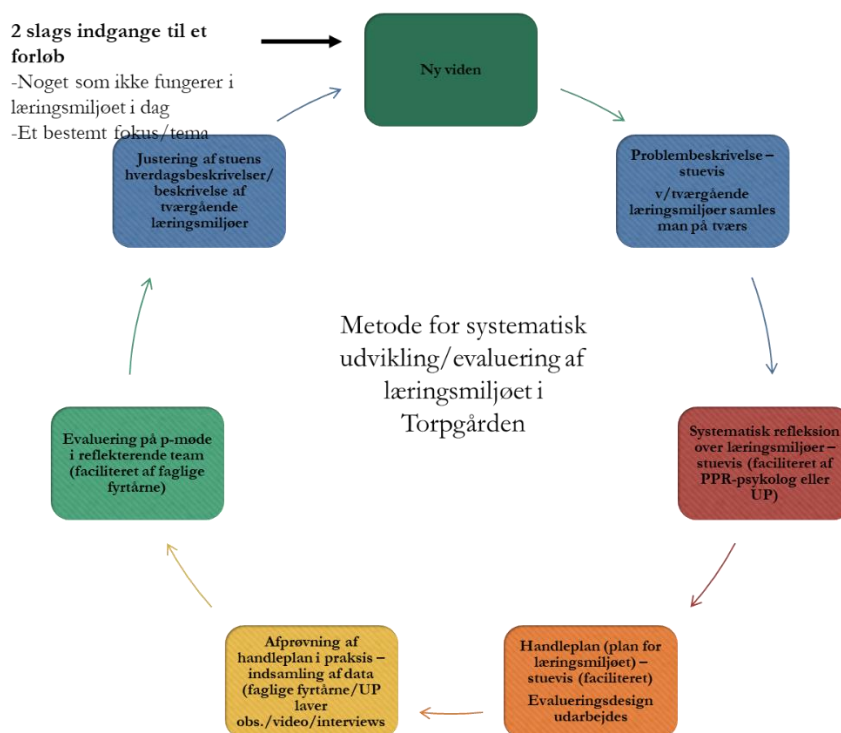 2 slags indgange til et
forløb
-Noget som ikke fungerer i
læringsmiljøet i dag
-Et bestemt fokus/tema
Ny viden
Problembeskrivelse –
stuevis
v/tværgående
læringsmiljøer samles
man på tværs
Systematisk refleksion
over læringsmiljøer –
stuevis (faciliteret af
PPR-psykolog eller
UP)
Handleplan (plan for
læringsmiljøet) –
stuevis (faciliteret)
Evalueringsdesign
udarbejdes
Afprøvning af
handleplan i praksis –
indsamling af data
(faglige fyrtårne/UP
laver
obs./video/interviews
Evaluering på p-møde
i reflekterende team
(faciliteret af faglige
fyrtårne)
Justering af stuens
hverdagsbeskrivelser/
beskrivelse af
tværgående
læringsmiljøer
Metode for systematisk
udvikling/evaluering af
læringsmiljøet i
Torpgården